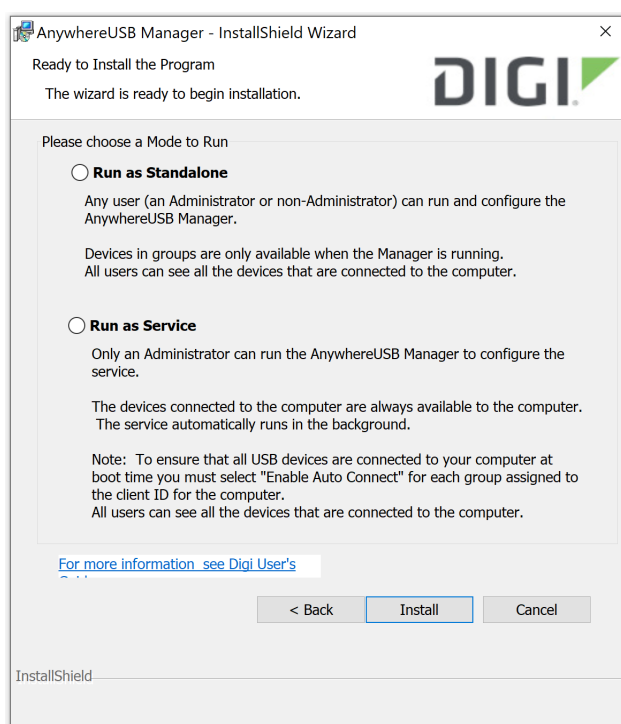 AnywhereUSB Manager - InstallShield Wizard
Ready to Install the Program
The wizard is ready to begin installation.
DIGI
Please choose a Mode to Run
Run as Standalone
Any user (an Administrator or non-Administrator) can run and configure the
AnywhereUSB Manager.
Devices in groups are only available when the Manager is running.
All users can see all the devices that are connected to the computer.
Run as Service
Only an Administrator can run the AnywhereUSB Manager to configure the
service.
The devices connected to the computer are always available to the computer.
The service automatically runs in the background.
Note: To ensure that all USB devices are connected to your computer at
boot time you must select "Enable Auto Connect" for each group assigned to
the client ID for the computer.
All users can see all the devices that are connected to the computer.
For more information see Digi User's
< Back Install Cancel
InstallShield